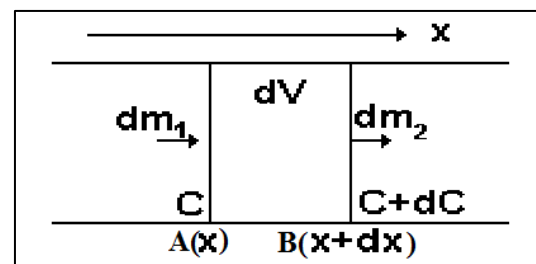 x
dV
dm₁ dm₂
C C+dC
A(x) B(x+dx)